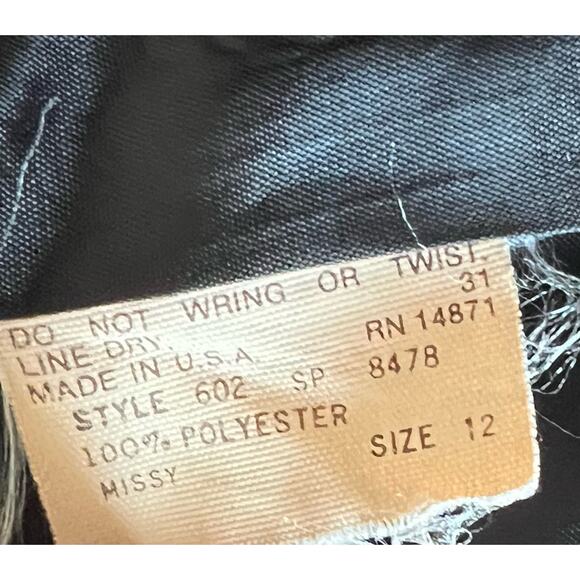 DO NOT WRING OR TWIST.
LINE DRY. 31
MADE IN U.S.A. RN 14871
STYLE 602 SP 8478
100% POLYESTER
MISSY SIZE 12